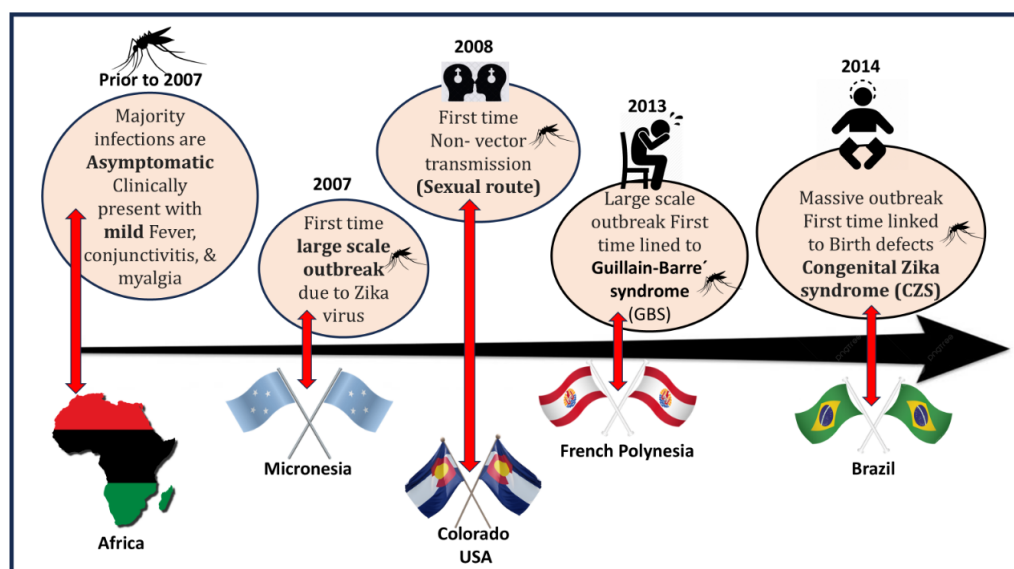 Prior to 2007
Majority
infections are
Asymptomatic
Clinically
present with
mild Fever,
conjunctivitis, &
myalgia
Africa
2007
First time
large scale
outbreak
due to Zika
virus
Micronesia
2008
First time
Non- vector
transmission
(Sexual route)
Colorado
USA
2013
Large scale
outbreak First
time lined to
Guillain-Barre´
syndrome
(GBS)
French Polynesia
2014
Massive outbreak
First time linked
to Birth defects
Congenital Zika
syndrome (CZS)
Brazil
pngtree
pngtree